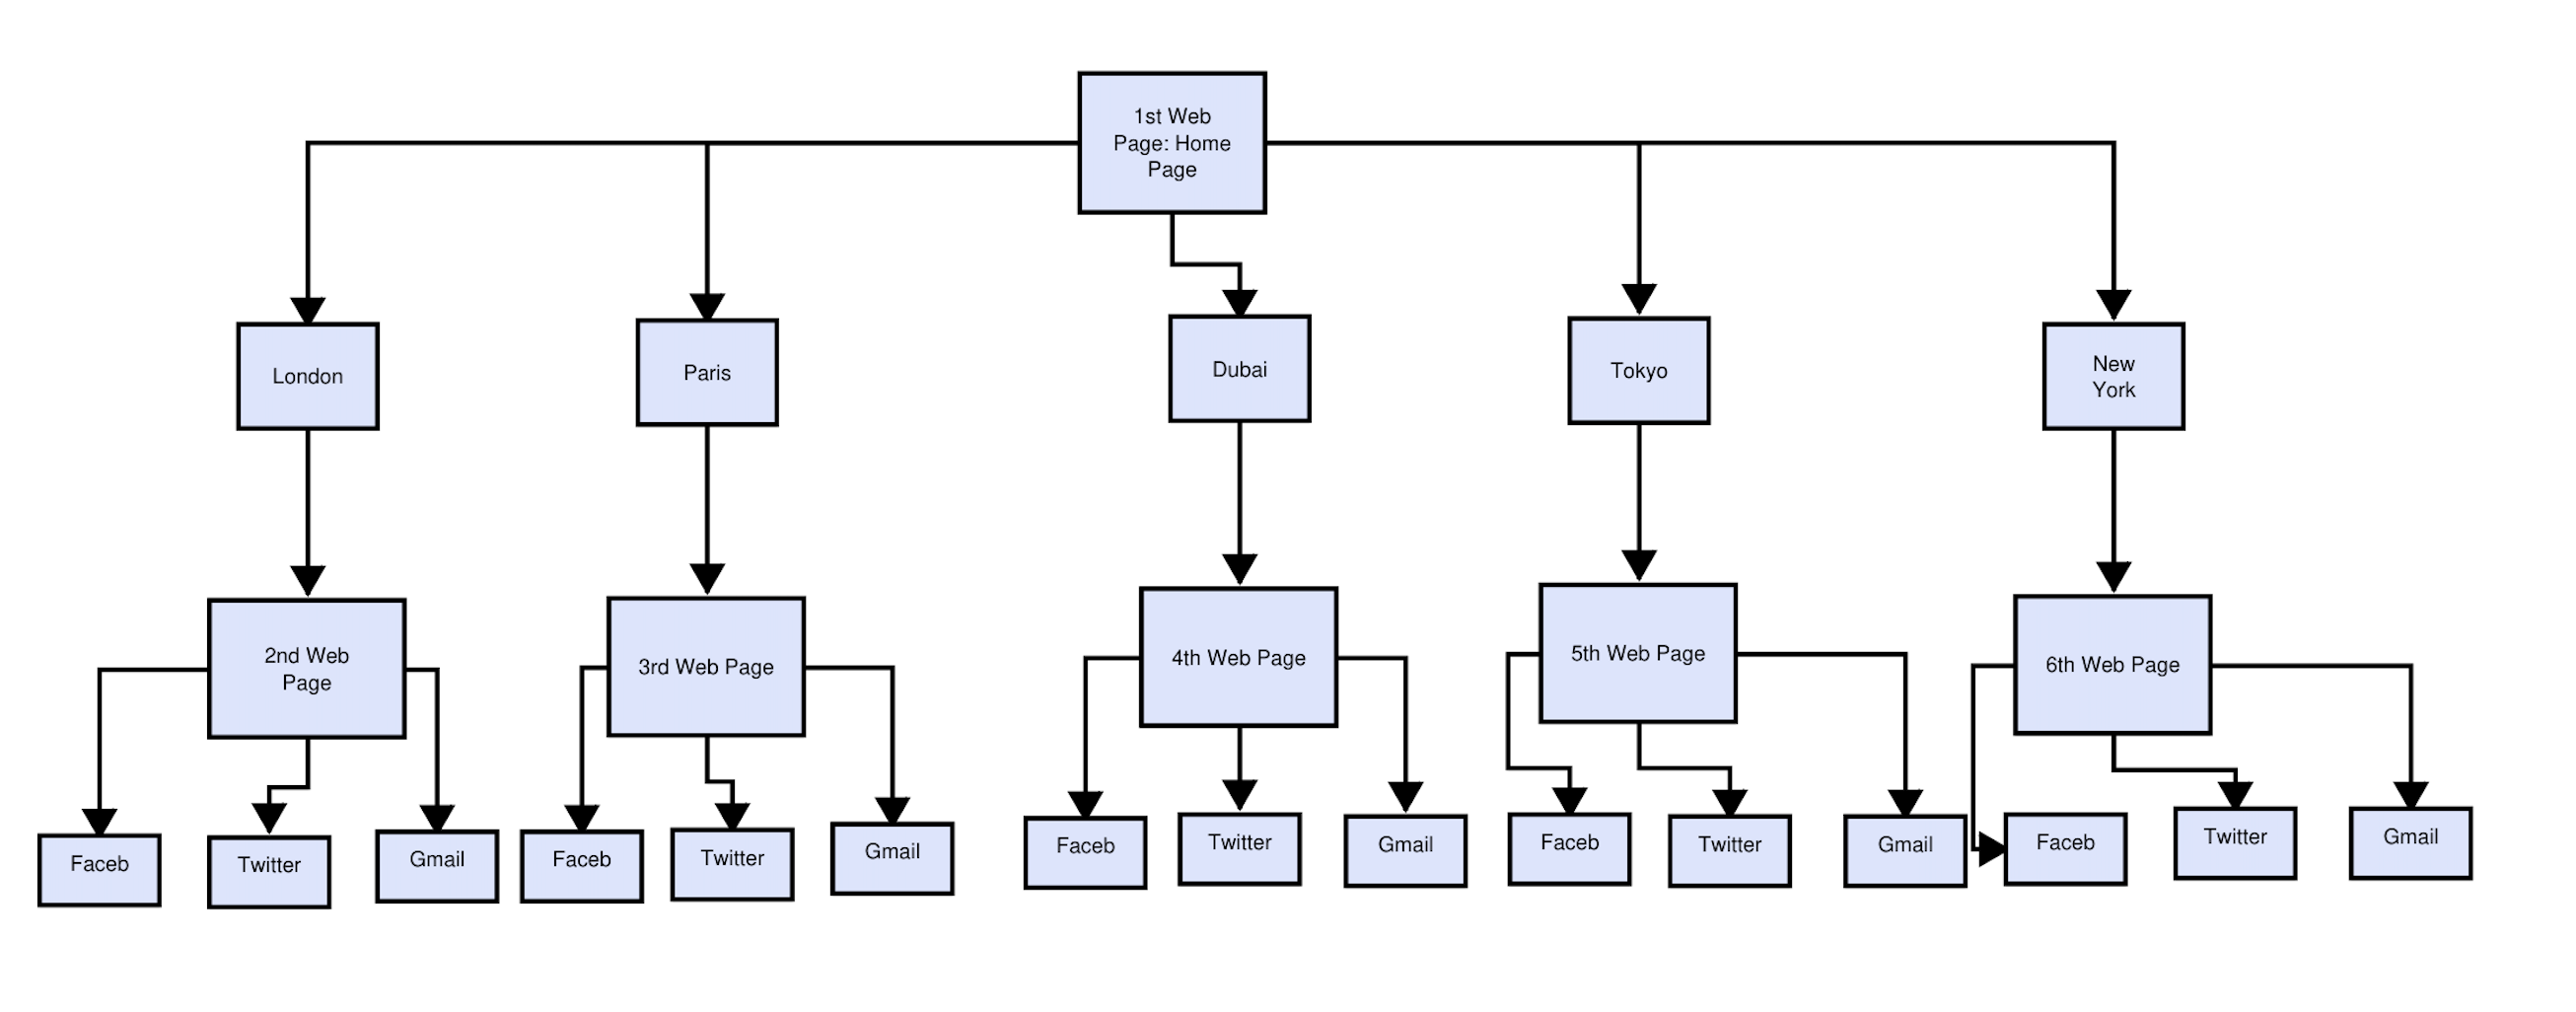 1st Web
Page: Home
Page
London
Paris
Dubai
Tokyo
New
York
2nd Web
Page
3rd Web Page
4th Web Page
5th Web Page
6th Web Page
Faceb
Twitter
Gmail
Faceb
Twitter
Gmail
Faceb
Twitter
Gmail
Faceb
Twitter
Gmail
Faceb
Twitter
Gmail